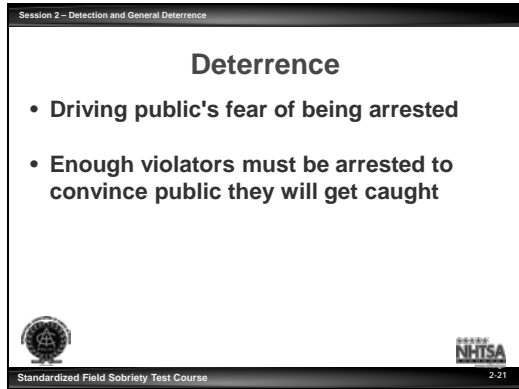 Session 2 – Detection and General Deterrence
Deterrence
• Driving public's fear of being arrested
• Enough violators must be arrested to
convince public they will get caught
NHTSA
Standardized Field Sobriety Test Course
2-21